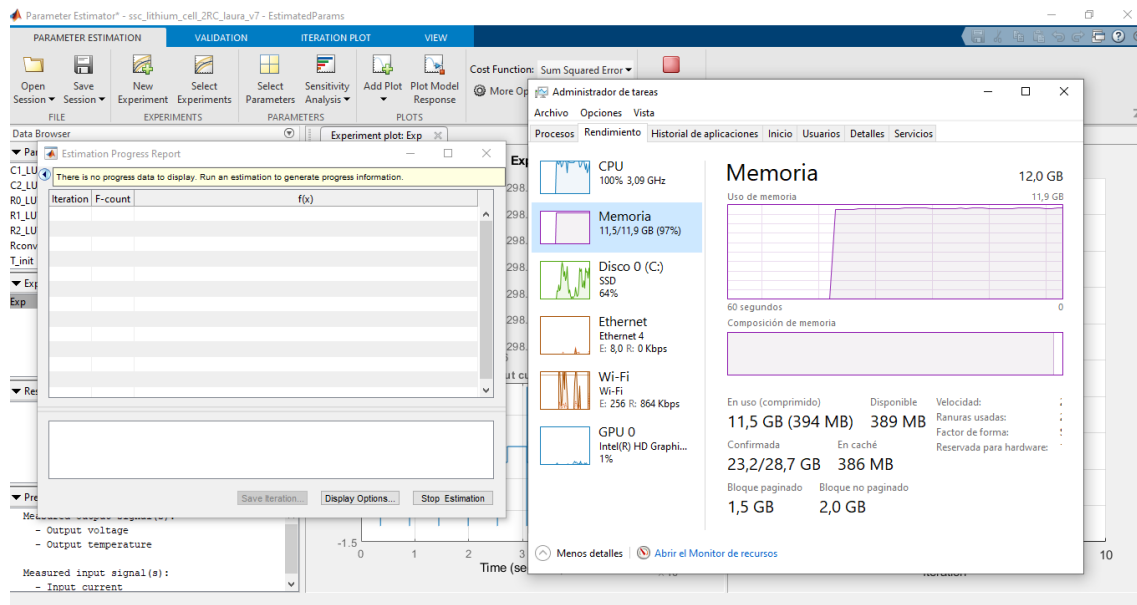 Parameter Estimator* - ssc_lithium_cell_2RC_laura_v7 - EstimatedParams
PARAMETER ESTIMATION VALIDATION ITERATION PLOT VIEW
Open Session
Save Session
New Experiment
Select Experiments
Select Parameters
Sensitivity Analysis
Add Plot
Plot Model Response
Cost Function: Sum Squared Error
More Op
FILE EXPERIMENTS PARAMETERS PLOTS
Data Browser
Experiment plot: Exp
C1_LU
C2_LU
R0_LU
R1_LU
R2_LU
Rconv
T_init
Exp
Exp
298.
298.
298.
298.
298.
298.
298.
Estimation Progress Report
There is no progress data to display. Run an estimation to generate progress information.
Iteration F-count f(x)
Save Iteration... Display Options... Stop Estimation
- Output voltage
- Output temperature
Measured input signal(s):
- Input current
-1.5
0 1 2 3
Time (se
10
Administrador de tareas
Archivo Opciones Vista
Procesos Rendimiento Historial de aplicaciones Inicio Usuarios Detalles Servicios
CPU
100% 3,09 GHz
Memoria
11,5/11,9 GB (97%)
Disco 0 (C:)
SSD
64%
Ethernet
Ethernet 4
E: 8,0 R: 0 Kbps
Wi-Fi
Wi-Fi
E: 256 R: 864 Kbps
GPU 0
Intel(R) HD Graphi...
1%
Memoria 12,0 GB
Uso de memoria 11,9 GB
60 segundos 0
Composición de memoria
En uso (comprimido)
11,5 GB (394 MB)
Disponible
389 MB
Confirmada
23,2/28,7 GB
En caché
386 MB
Bloque paginado
1,5 GB
Bloque no paginado
2,0 GB
Velocidad:
Ranuras usadas:
Factor de forma:
Reservada para hardware:
Menos detalles Abrir el Monitor de recursos